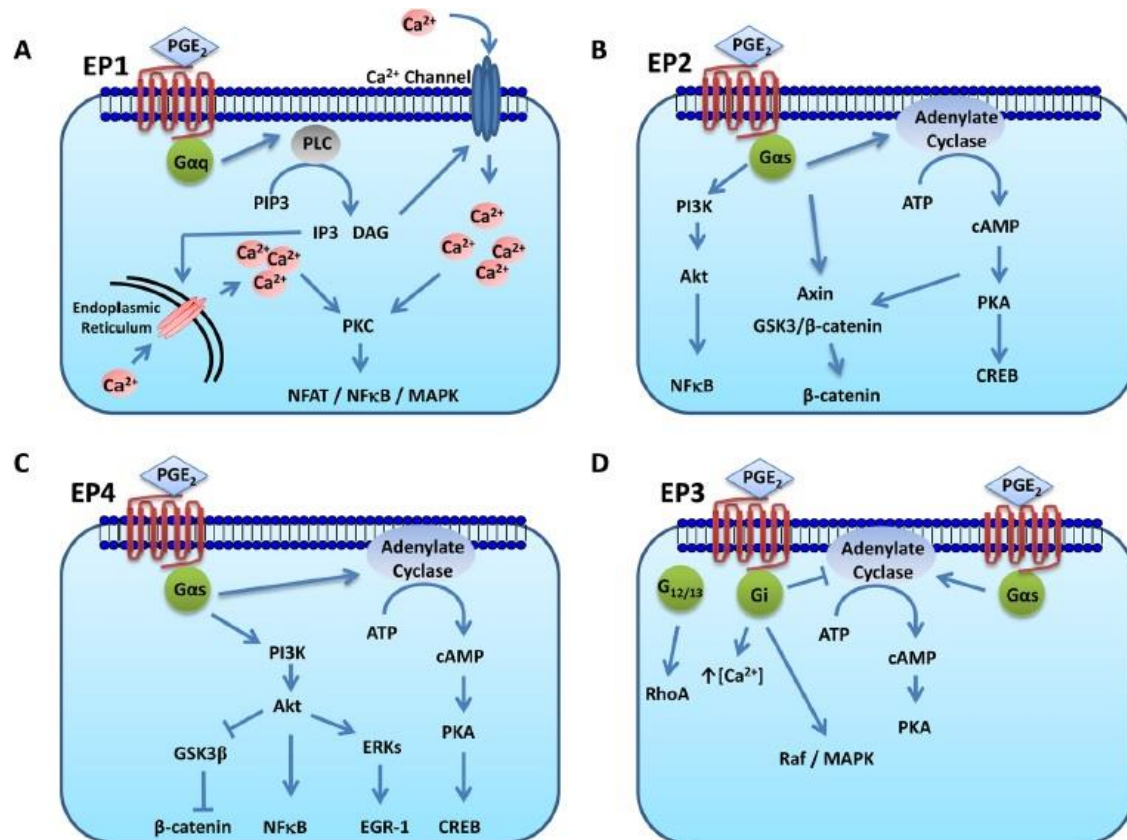 A
PGE2
EP1
Ca2+
Ca2+ Channel
Gαq
PLC
PIP3
IP3 DAG
Ca2+
Ca2+
Ca2+
Ca2+
Ca2+
Ca2+
Ca2+
Endoplasmic
Reticulum
Ca2+
PKC
NFAT / NFκB / MAPK
B
PGE2
EP2
Adenylate
Cyclase
Gαs
PI3K
ATP
cAMP
Akt
Axin
GSK3/β-catenin
PKA
NFκB
β-catenin
CREB
C
PGE2
EP4
Adenylate
Cyclase
Gαs
ATP
PI3K
cAMP
Akt
GSK3β
ERKs
PKA
β-catenin
NFκB
EGR-1
CREB
D
PGE2
EP3
PGE2
Adenylate
Cyclase
G12/13
Gi
Gαs
ATP
cAMP
RhoA
↑[Ca2+]
PKA
Raf / MAPK